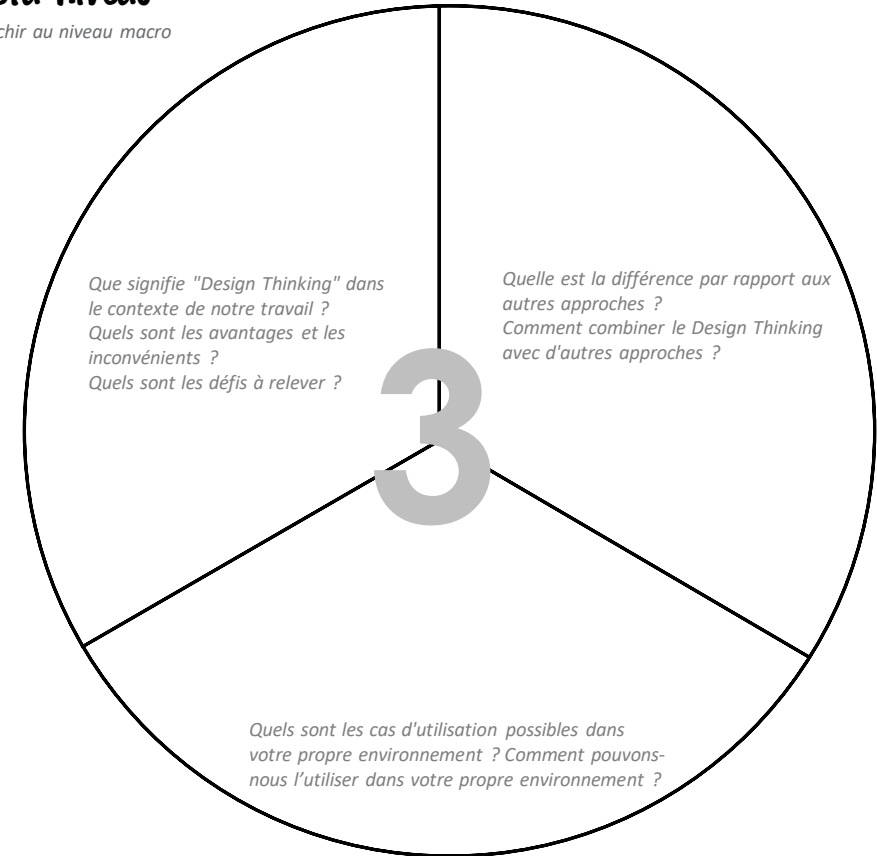 niveau
au niveau macro
Que signifie "Design Thinking" dans
le contexte de notre travail ?
Quels sont les avantages et les
inconvénients ?
Quels sont les défis à relever ?
Quelle est la différence par rapport aux
autres approches ?
Comment combiner le Design Thinking
avec d'autres approches ?
3
Quels sont les cas d'utilisation possibles dans
votre propre environnement ? Comment pouvons-
nous l’utiliser dans votre propre environnement ?